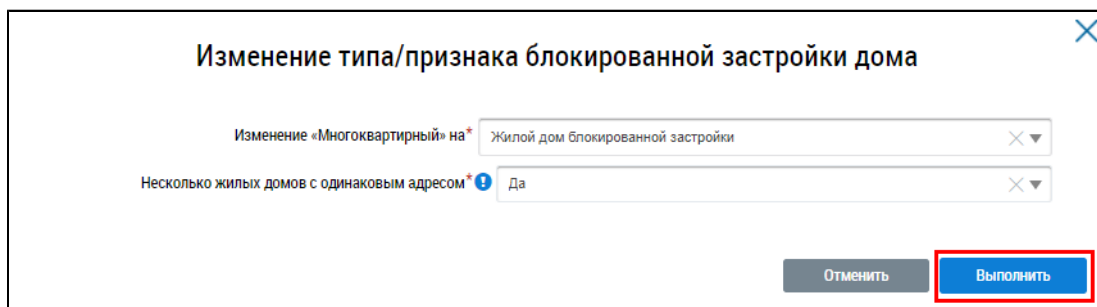 Изменение типа/признака блокированной застройки дома
Изменение «Многоквартирный» на* Жилой дом блокированной застройки
Несколько жилых домов с одинаковым адресом* Да
Отменить Выполнить